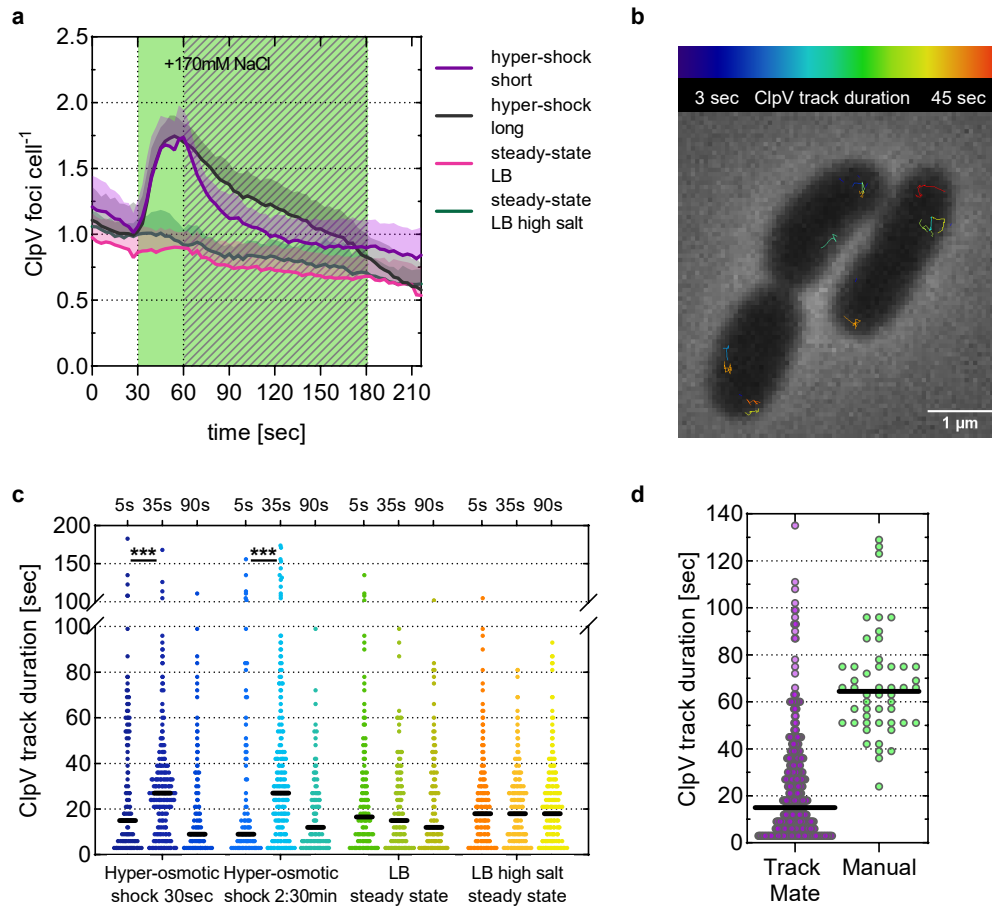 a
2.5
2.0
1.5
1.0
0.5
0.0
ClpV foci cell-1
+170mM NaCl
0 30 60 90 120 150 180 210
time [sec]
hyper-shock
short
hyper-shock
long
steady-state
LB
steady-state
LB high salt
b
3 sec ClpV track duration 45 sec
1 µm
c
5s 35s 90s 5s 35s 90s 5s 35s 90s 5s 35s 90s
200
150
100
100
80
60
40
20
0
ClpV track duration [sec]
*** ***
Hyper-osmotic
shock 30sec
Hyper-osmotic
shock 2:30min
LB
steady state
LB high salt
steady state
d
140
120
100
80
60
40
20
0
ClpV track duration [sec]
Track
Mate
Manual